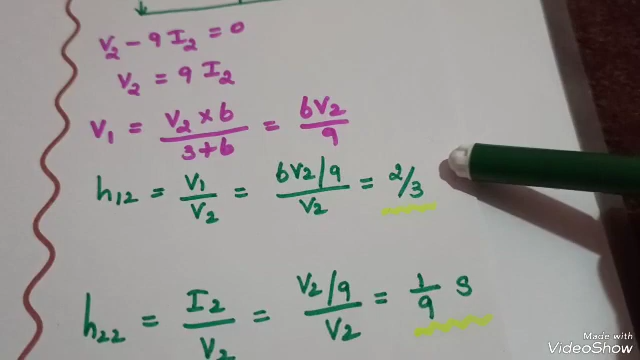 V2 - 9 I2 = 0
V2 = 9 I2
V1 = V2 × 6 / 3+6 = 6V2 / 9
h12 = V1 / V2 = 6V2/9 / V2 = 2/3
h22 = I2 / V2 = V2/9 / V2 = 1/9 S
Made with
VideoShow